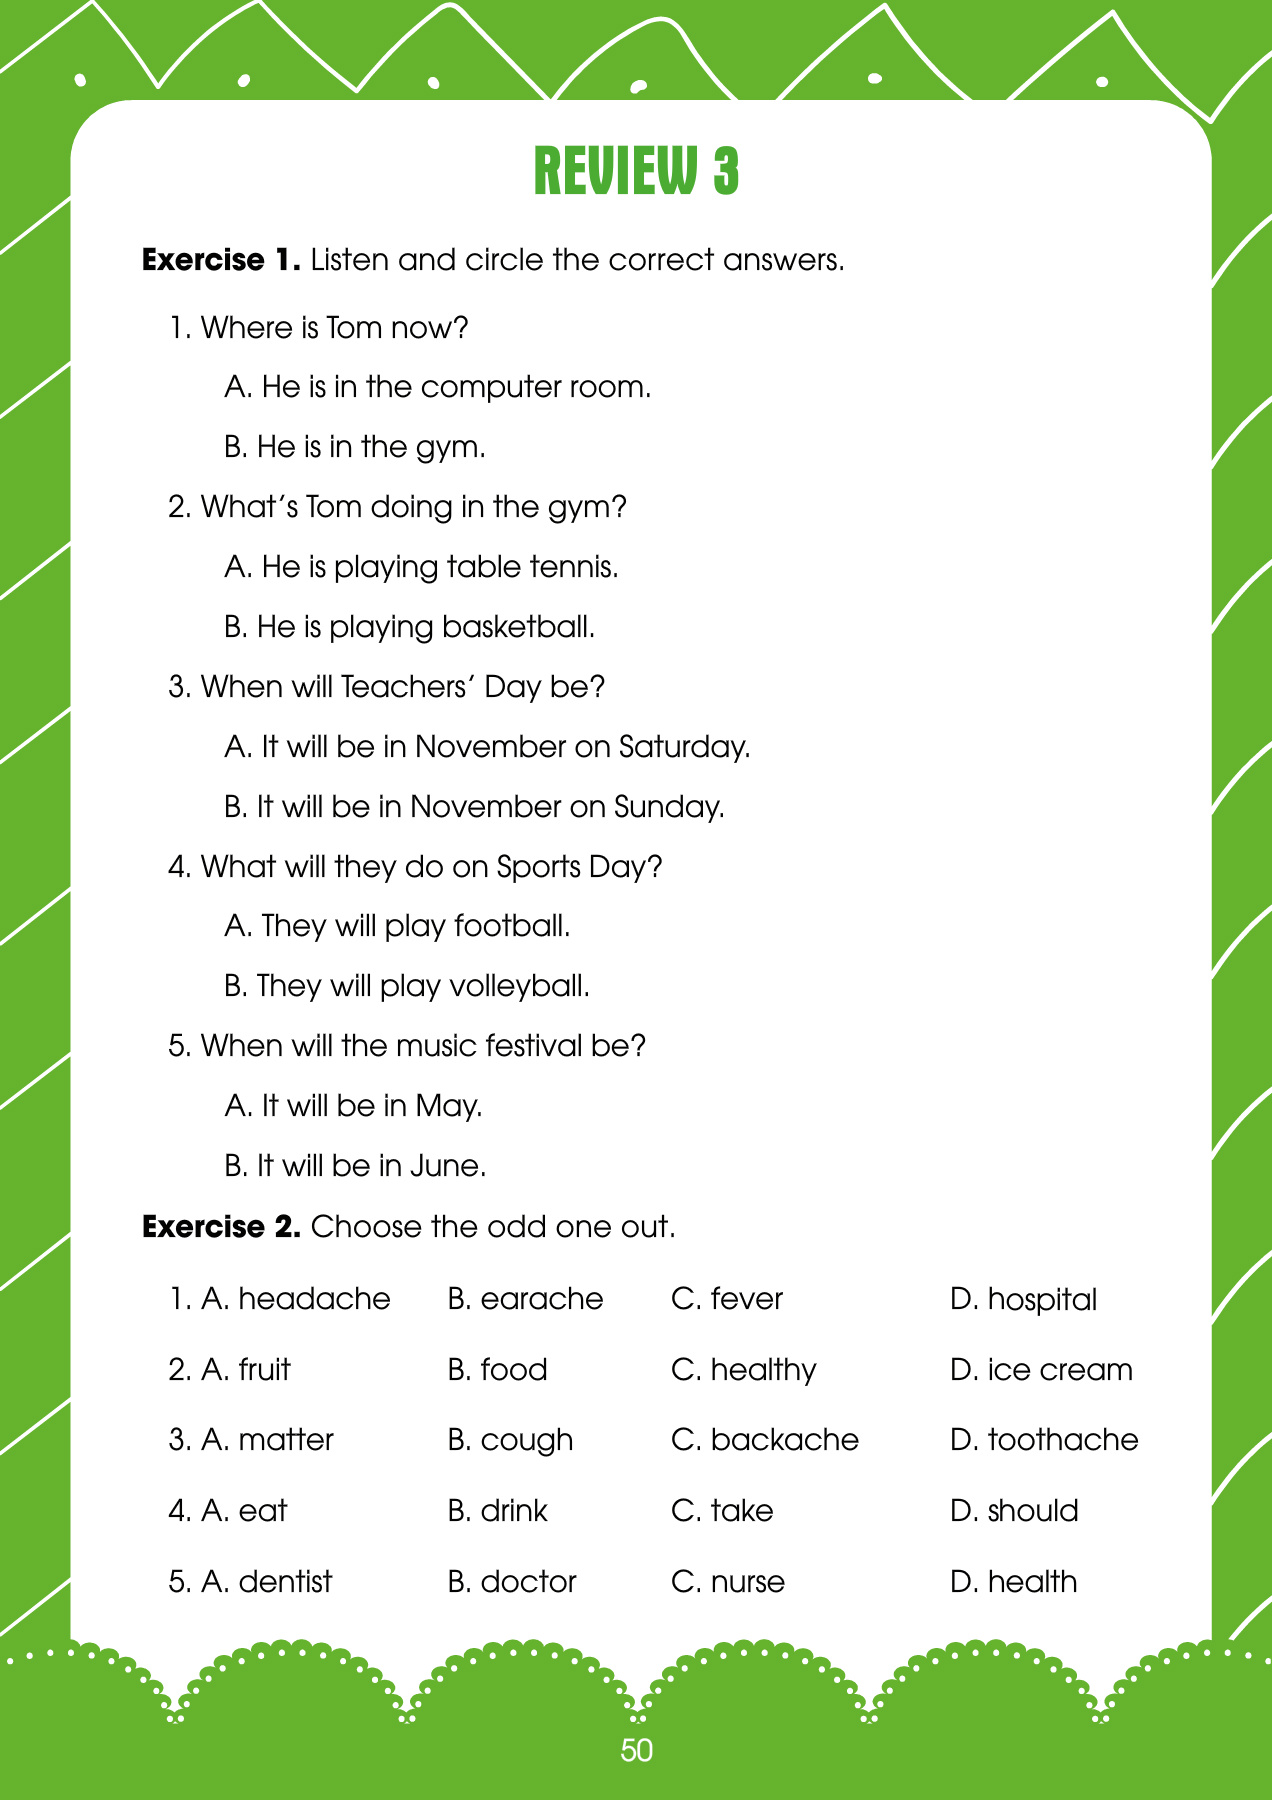 REVIEW 3
Exercise 1. Listen and circle the correct answers.
1. Where is Tom now?
A. He is in the computer room.
B. He is in the gym.
2. What’s Tom doing in the gym?
A. He is playing table tennis.
B. He is playing basketball.
3. When will Teachers’ Day be?
A. It will be in November on Saturday.
B. It will be in November on Sunday.
4. What will they do on Sports Day?
A. They will play football.
B. They will play volleyball.
5. When will the music festival be?
A. It will be in May.
B. It will be in June.
Exercise 2. Choose the odd one out.
1. A. headache B. earache C. fever D. hospital
2. A. fruit B. food C. healthy D. ice cream
3. A. matter B. cough C. backache D. toothache
4. A. eat B. drink C. take D. should
5. A. dentist B. doctor C. nurse D. health
50